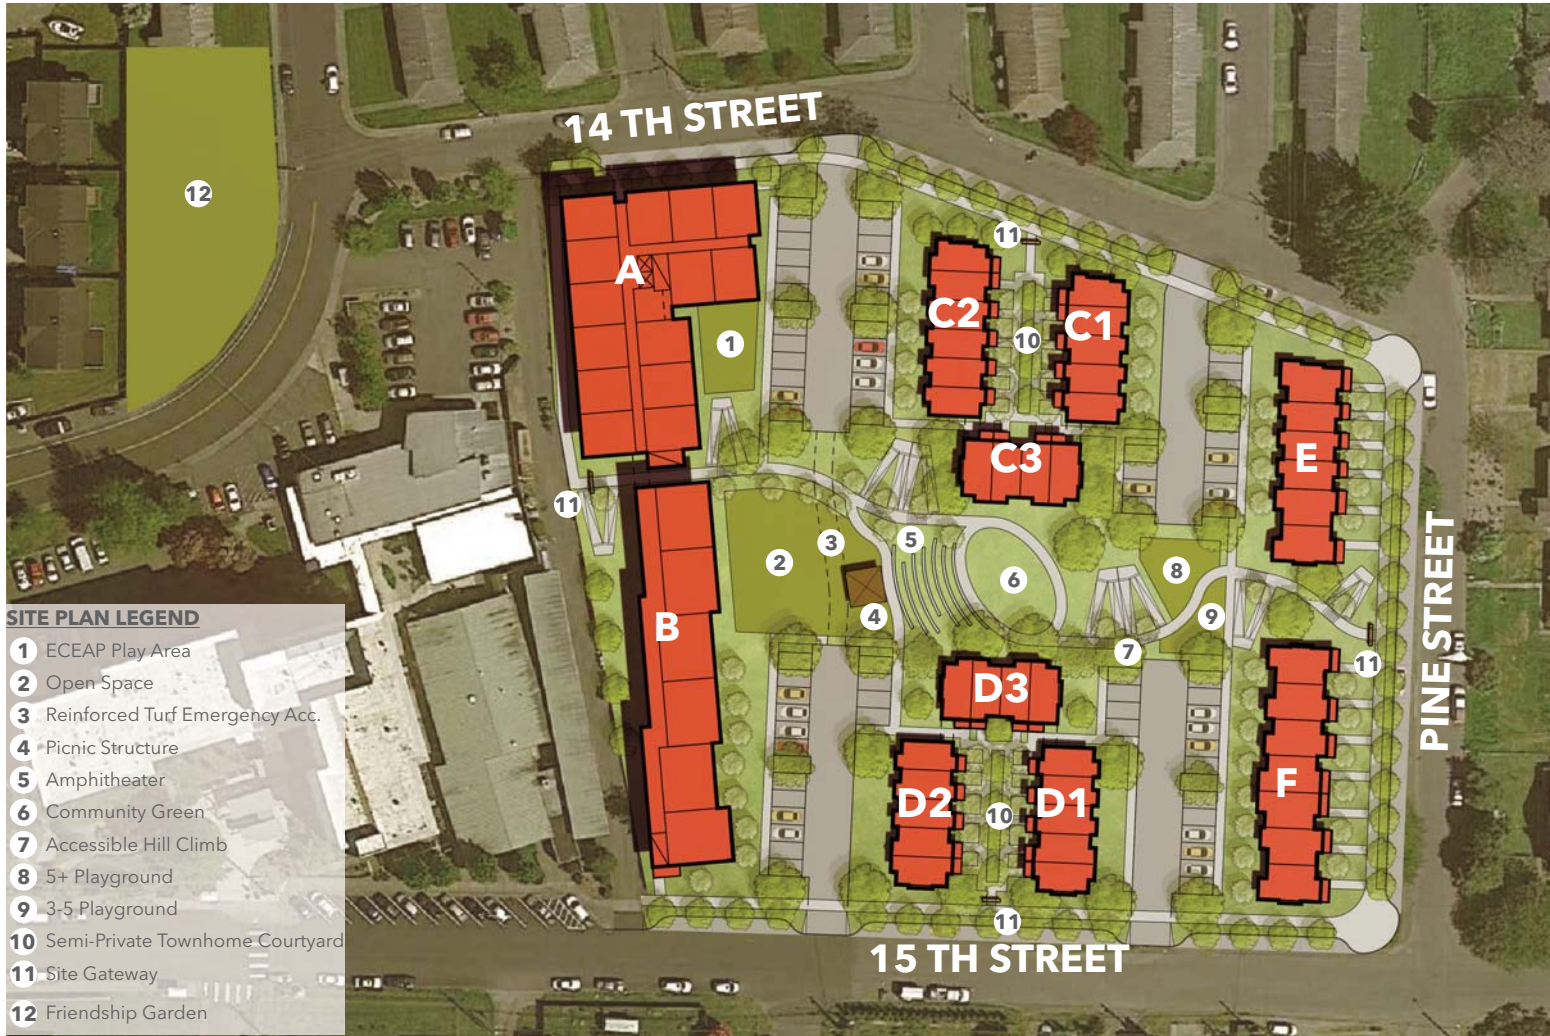 14 TH STREET
12
11
A
C2
C1
10
1
C3
E
11
3
5
2
6
8
PINE STREET
4
9
B
7
11
D3
F
D2
D1
10
11
15 TH STREET
SITE PLAN LEGEND
1 ECEAP Play Area
2 Open Space
3 Reinforced Turf Emergency Acc.
4 Picnic Structure
5 Amphitheater
6 Community Green
7 Accessible Hill Climb
8 5+ Playground
9 3-5 Playground
10 Semi-Private Townhome Courtyard
11 Site Gateway
12 Friendship Garden